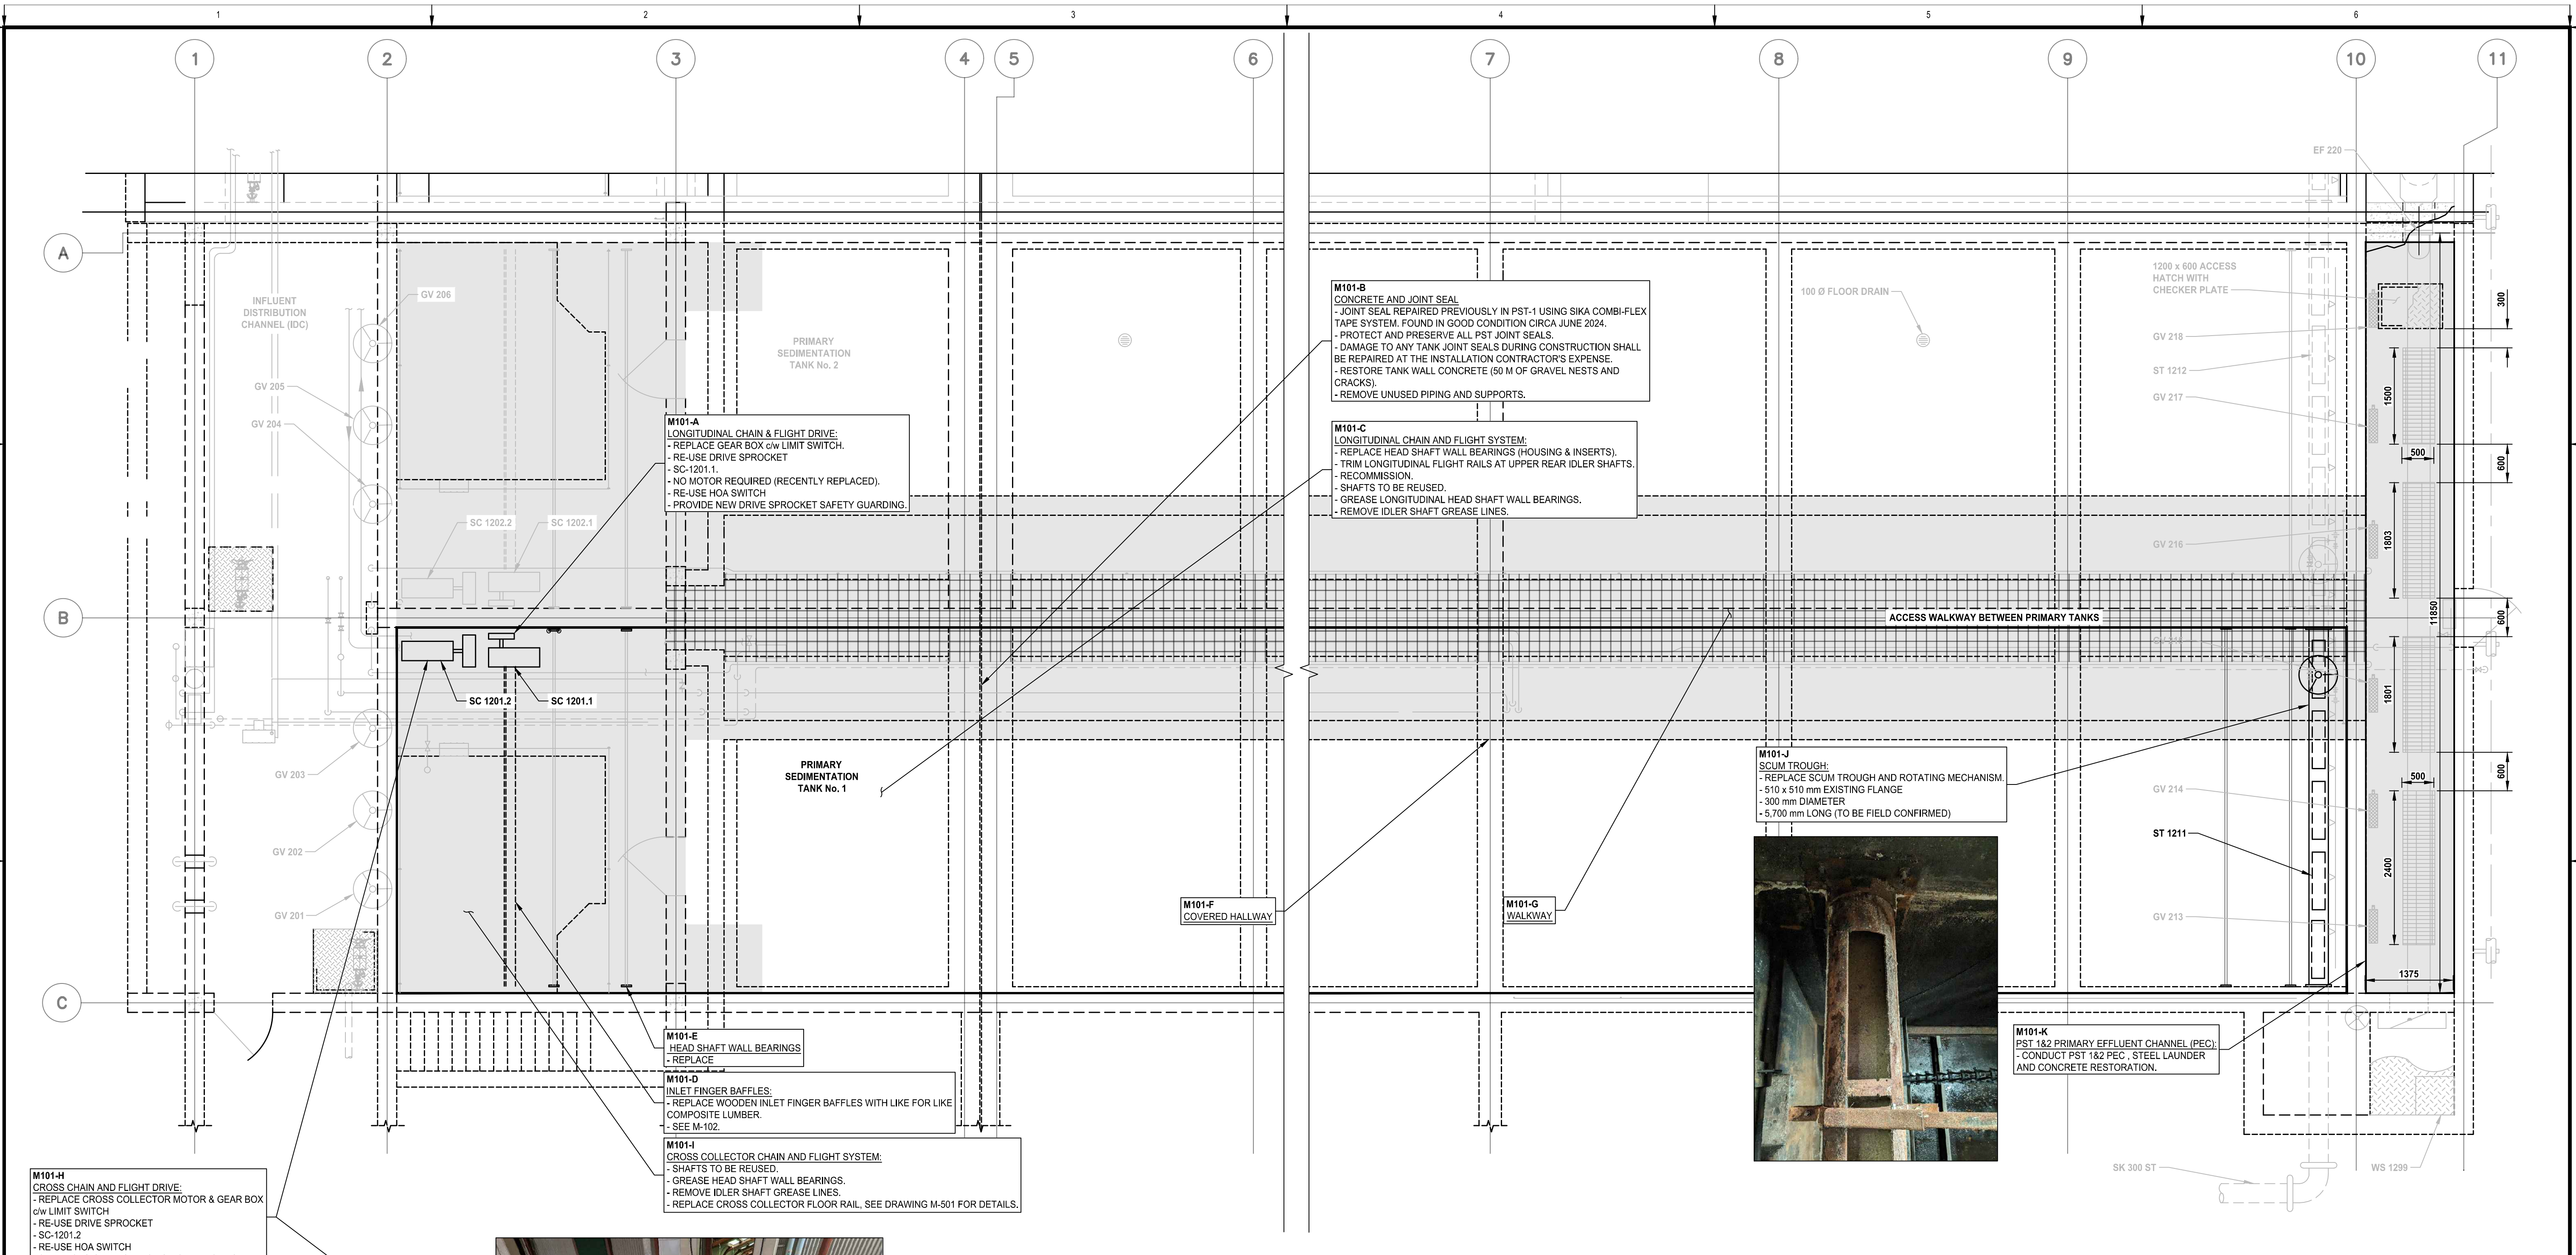 1
2
3
4
5
6
1
2
3
4
5
6
7
8
9
10
11
EF 220
A
INFLUENT
DISTRIBUTION
CHANNEL (IDC)
GV 206
GV 205
GV 204
PRIMARY
SEDIMENTATION
TANK No. 2
M101-B
CONCRETE AND JOINT SEAL
- JOINT SEAL REPAIRED PREVIOUSLY IN PST-1 USING SIKA COMBI-FLEX
TAPE SYSTEM. FOUND IN GOOD CONDITION CIRCA JUNE 2024.
- PROTECT AND PRESERVE ALL PST JOINT SEALS.
- DAMAGE TO ANY TANK JOINT SEALS DURING CONSTRUCTION SHALL
BE REPAIRED AT THE INSTALLATION CONTRACTOR'S EXPENSE.
- RESTORE TANK WALL CONCRETE (50 M OF GRAVEL NESTS AND
CRACKS).
- REMOVE UNUSED PIPING AND SUPPORTS.
100 Ø FLOOR DRAIN
1200 x 600 ACCESS
HATCH WITH
CHECKER PLATE
300
GV 218
ST 1212
GV 217
1500
500
600
M101-A
LONGITUDINAL CHAIN & FLIGHT DRIVE:
- REPLACE GEAR BOX c/w LIMIT SWITCH.
- RE-USE DRIVE SPROCKET
- SC-1201.1.
- NO MOTOR REQUIRED (RECENTLY REPLACED).
- RE-USE HOA SWITCH
- PROVIDE NEW DRIVE SPROCKET SAFETY GUARDING.
M101-C
LONGITUDINAL CHAIN AND FLIGHT SYSTEM:
- REPLACE HEAD SHAFT WALL BEARINGS (HOUSING & INSERTS).
- TRIM LONGITUDINAL FLIGHT RAILS AT UPPER REAR IDLER SHAFTS.
- RECOMMISSION.
- SHAFTS TO BE REUSED.
- GREASE LONGITUDINAL HEAD SHAFT WALL BEARINGS.
- REMOVE IDLER SHAFT GREASE LINES.
SC 1202.2
SC 1202.1
GV 216
1803
B
ACCESS WALKWAY BETWEEN PRIMARY TANKS
11850
600
SC 1201.2
SC 1201.1
1801
GV 203
PRIMARY
SEDIMENTATION
TANK No. 1
M101-J
SCUM TROUGH:
- REPLACE SCUM TROUGH AND ROTATING MECHANISM.
- 510 x 510 mm EXISTING FLANGE
- 300 mm DIAMETER
- 5,700 mm LONG (TO BE FIELD CONFIRMED)
500
600
GV 214
GV 202
ST 1211
2400
GV 201
M101-F
COVERED HALLWAY
M101-G
WALKWAY
GV 213
1375
C
M101-E
HEAD SHAFT WALL BEARINGS
- REPLACE
M101-K
PST 1&2 PRIMARY EFFLUENT CHANNEL (PEC):
- CONDUCT PST 1&2 PEC , STEEL LAUNDER
AND CONCRETE RESTORATION.
M101-D
INLET FINGER BAFFLES:
- REPLACE WOODEN INLET FINGER BAFFLES WITH LIKE FOR LIKE
COMPOSITE LUMBER.
- SEE M-102.
M101-I
CROSS COLLECTOR CHAIN AND FLIGHT SYSTEM:
- SHAFTS TO BE REUSED.
- GREASE HEAD SHAFT WALL BEARINGS.
- REMOVE IDLER SHAFT GREASE LINES.
- REPLACE CROSS COLLECTOR FLOOR RAIL, SEE DRAWING M-501 FOR DETAILS.
SK 300 ST
WS 1299
M101-H
CROSS CHAIN AND FLIGHT DRIVE:
- REPLACE CROSS COLLECTOR MOTOR & GEAR BOX
c/w LIMIT SWITCH
- RE-USE DRIVE SPROCKET
- SC-1201.2
- RE-USE HOA SWITCH